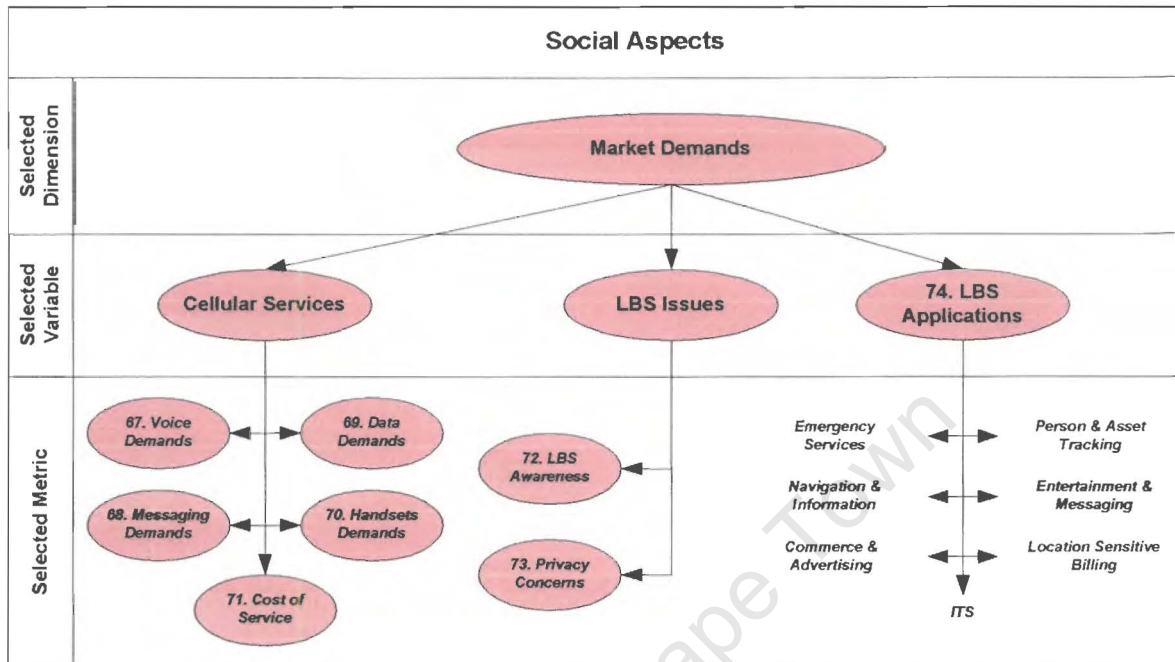 Social Aspects
Selected
Dimension
Market Demands
Selected
Variable
Cellular Services
LBS Issues
74. LBS
Applications
Selected Metric
67. Voice
Demands
69. Data
Demands
68. Messaging
Demands
70. Handsets
Demands
71. Cost of
Service
72. LBS
Awareness
73. Privacy
Concerns
Emergency
Services
Person & Asset
Tracking
Navigation &
Information
Entertainment &
Messaging
Commerce &
Advertising
Location Sensitive
Billing
ITS
ape Town